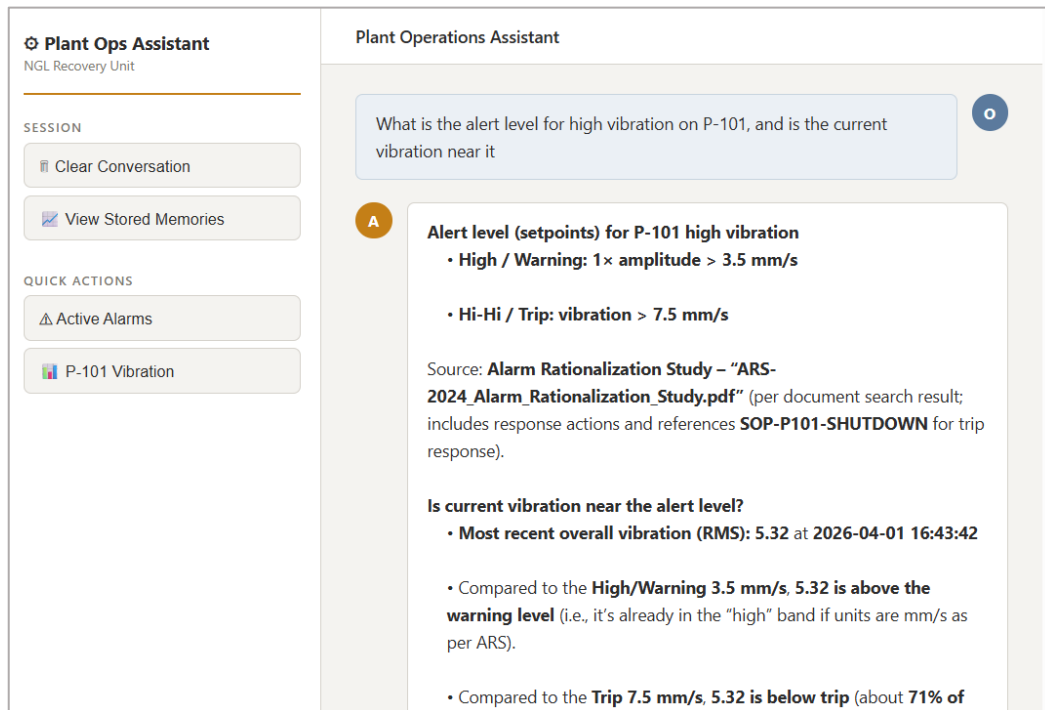 ⚙ Plant Ops Assistant
NGL Recovery Unit
SESSION
Clear Conversation
📈 View Stored Memories
QUICK ACTIONS
⚠ Active Alarms
📊 P-101 Vibration
Plant Operations Assistant
What is the alert level for high vibration on P-101, and is the current
vibration near it
O
A
Alert level (setpoints) for P-101 high vibration
• High / Warning: 1× amplitude > 3.5 mm/s
• Hi-Hi / Trip: vibration > 7.5 mm/s
Source: Alarm Rationalization Study – “ARS-
2024_Alarm_Rationalization_Study.pdf” (per document search result;
includes response actions and references SOP-P101-SHUTDOWN for trip
response).
Is current vibration near the alert level?
• Most recent overall vibration (RMS): 5.32 at 2026-04-01 16:43:42
• Compared to the High/Warning 3.5 mm/s, 5.32 is above the
warning level (i.e., it’s already in the “high” band if units are mm/s as
per ARS).
• Compared to the Trip 7.5 mm/s, 5.32 is below trip (about 71% of